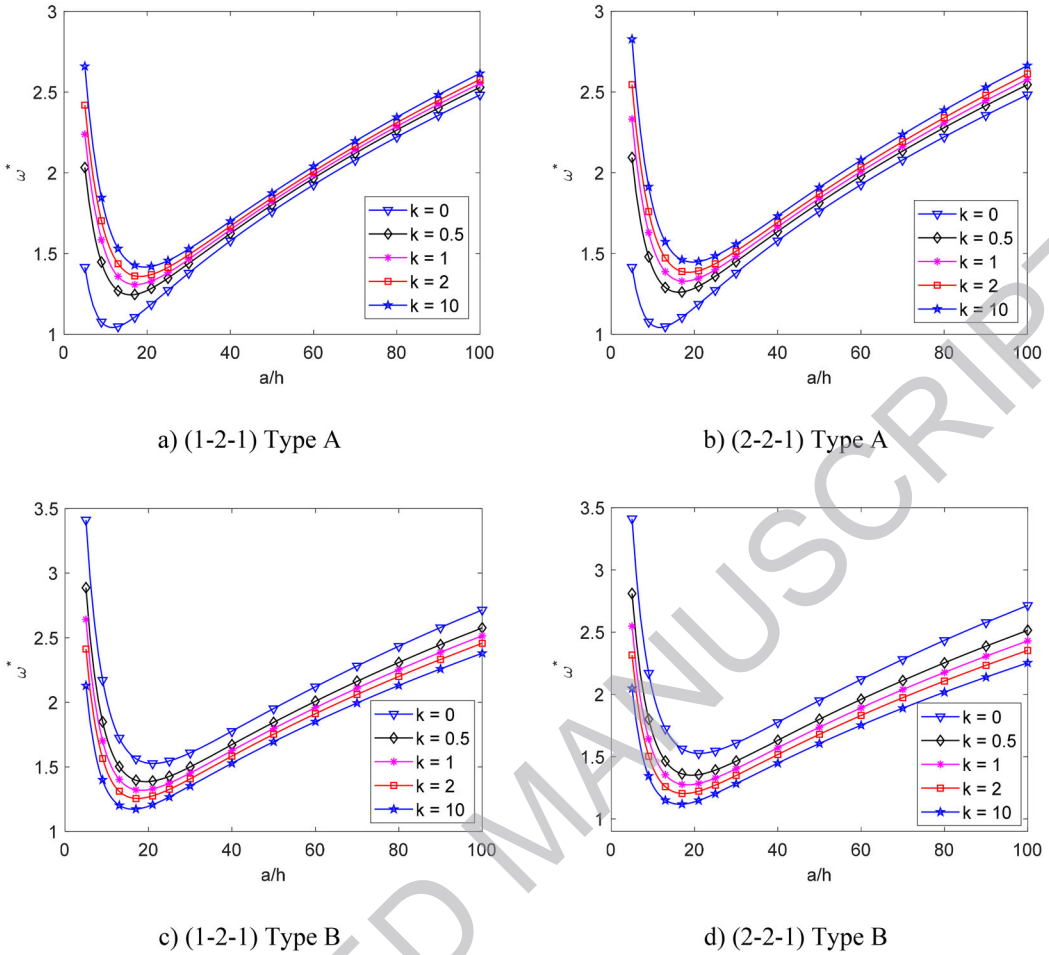 3
2.5
2
1.5
1
ω*
0 20 40 60 80 100
a/h
k = 0
k = 0.5
k = 1
k = 2
k = 10
a) (1-2-1) Type A
3
2.5
2
1.5
1
ω*
0 20 40 60 80 100
a/h
k = 0
k = 0.5
k = 1
k = 2
k = 10
b) (2-2-1) Type A
3.5
3
2.5
2
1.5
1
ω*
0 20 40 60 80 100
a/h
k = 0
k = 0.5
k = 1
k = 2
k = 10
c) (1-2-1) Type B
3.5
3
2.5
2
1.5
1
ω*
0 20 40 60 80 100
a/h
k = 0
k = 0.5
k = 1
k = 2
k = 10
d) (2-2-1) Type B
ED MANUSCRIPT